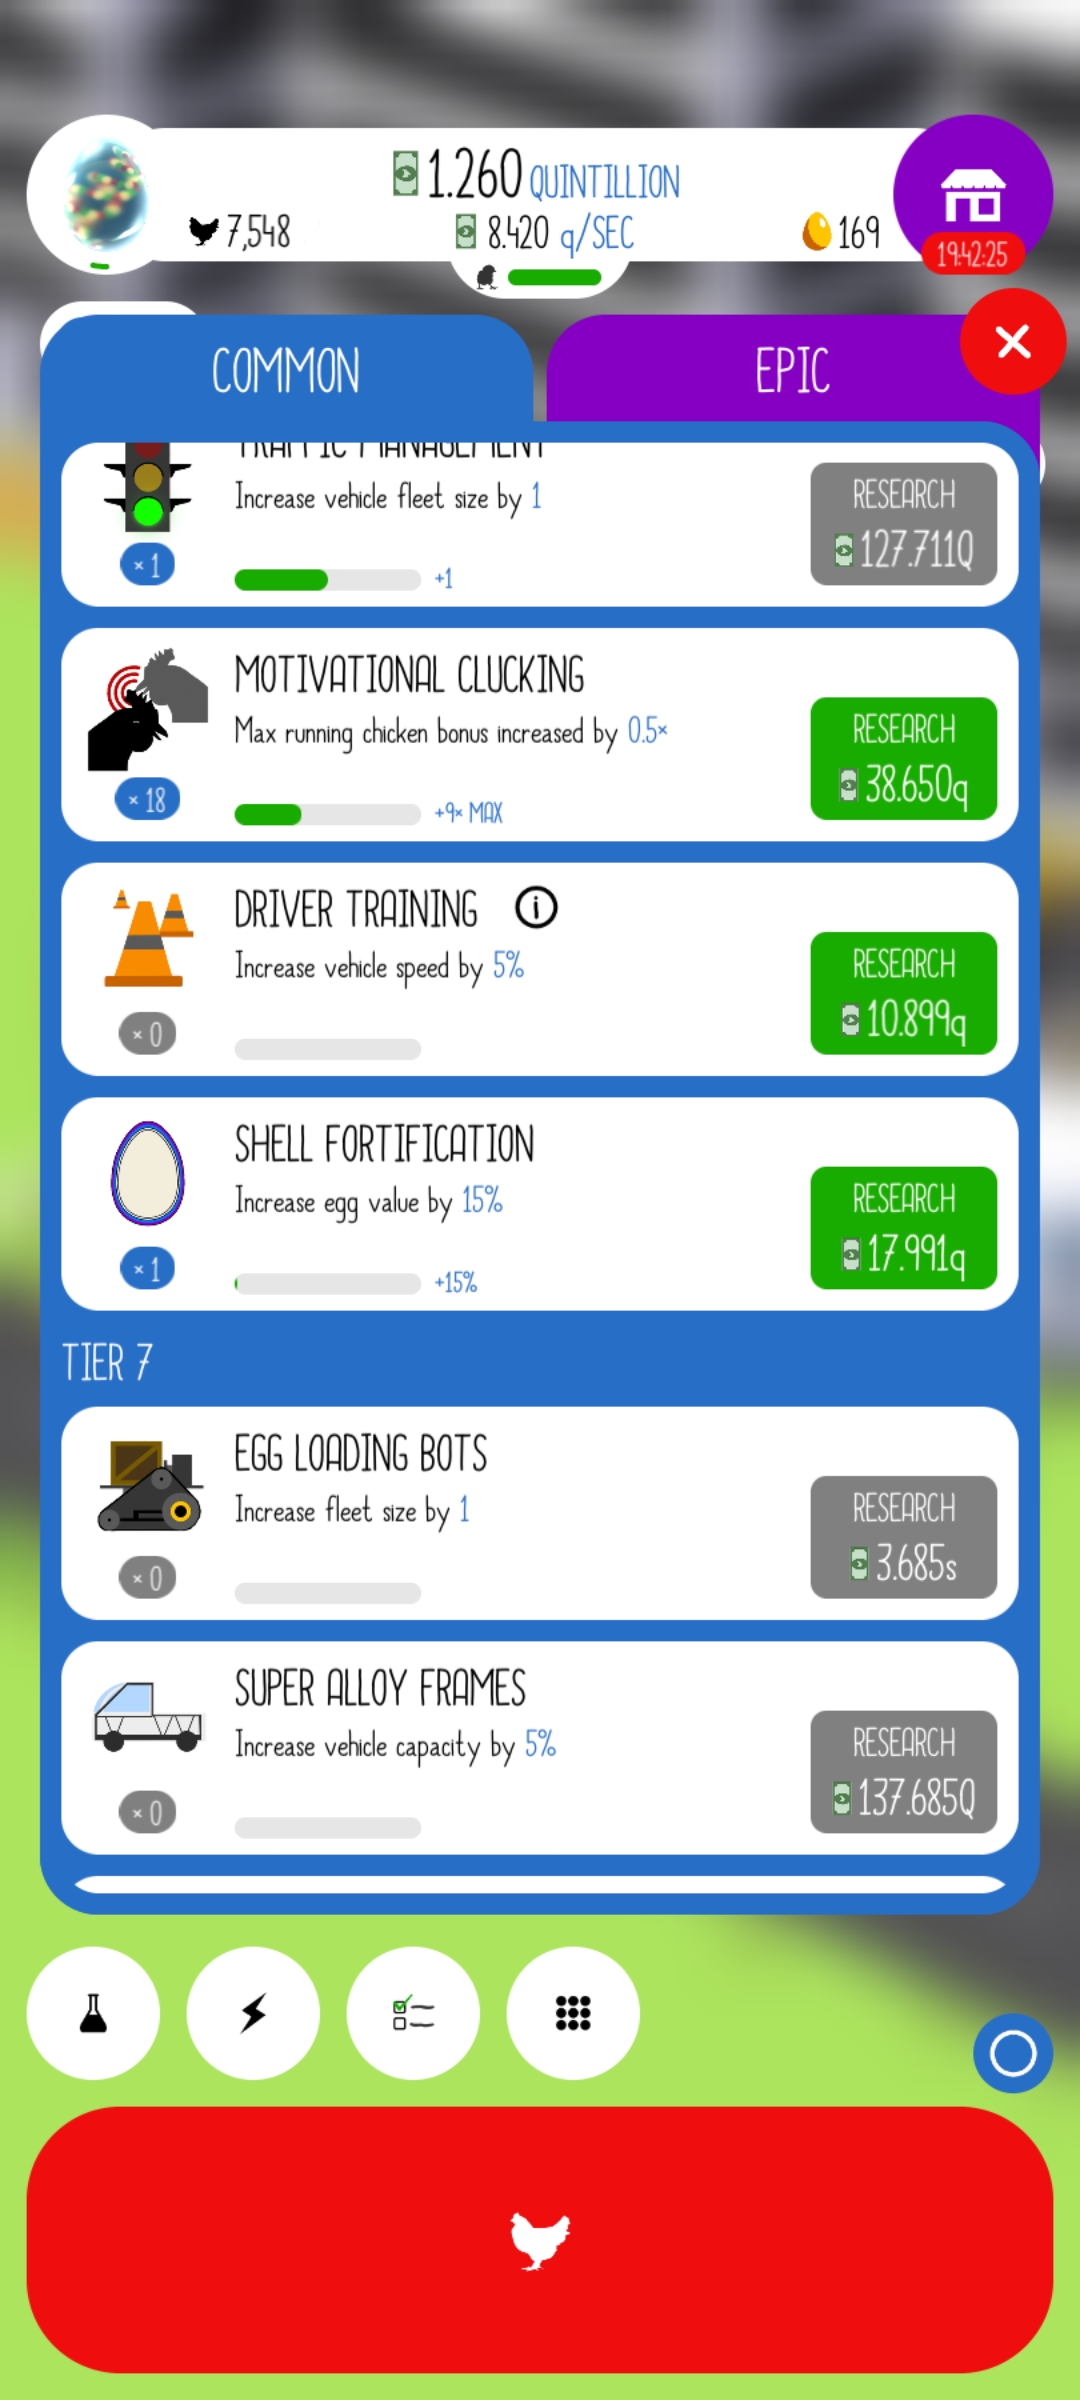 1.260 QUINTILLION
7,548
8.420 q/SEC
169
19:42:25
COMMON
EPIC
TRAFFIC MANAGEMENT
Increase vehicle fleet size by 1
RESEARCH
127.711Q
× 1
+1
MOTIVATIONAL CLUCKING
Max running chicken bonus increased by 0.5×
RESEARCH
38.650q
× 18
+9× MAX
DRIVER TRAINING
Increase vehicle speed by 5%
RESEARCH
10.899q
× 0
SHELL FORTIFICATION
Increase egg value by 15%
RESEARCH
17.991q
× 1
+15%
TIER 7
EGG LOADING BOTS
Increase fleet size by 1
RESEARCH
3.685s
× 0
SUPER ALLOY FRAMES
Increase vehicle capacity by 5%
RESEARCH
137.685Q
× 0